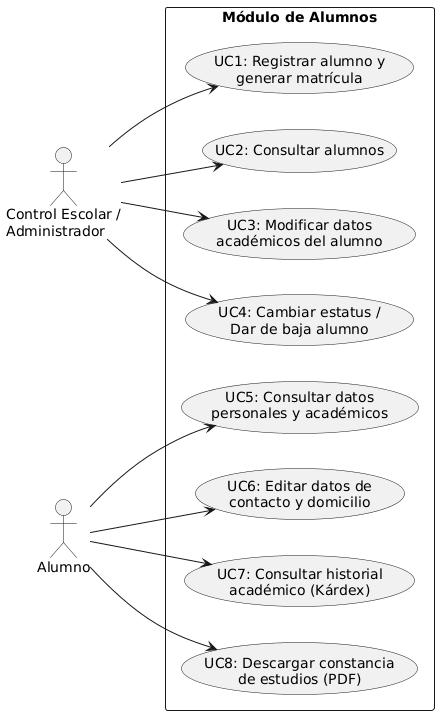 Módulo de Alumnos
UC1: Registrar alumno y
generar matrícula
UC2: Consultar alumnos
Control Escolar /
Administrador
UC3: Modificar datos
académicos del alumno
UC4: Cambiar estatus /
Dar de baja alumno
UC5: Consultar datos
personales y académicos
UC6: Editar datos de
contacto y domicilio
Alumno
UC7: Consultar historial
académico (Kárdex)
UC8: Descargar constancia
de estudios (PDF)